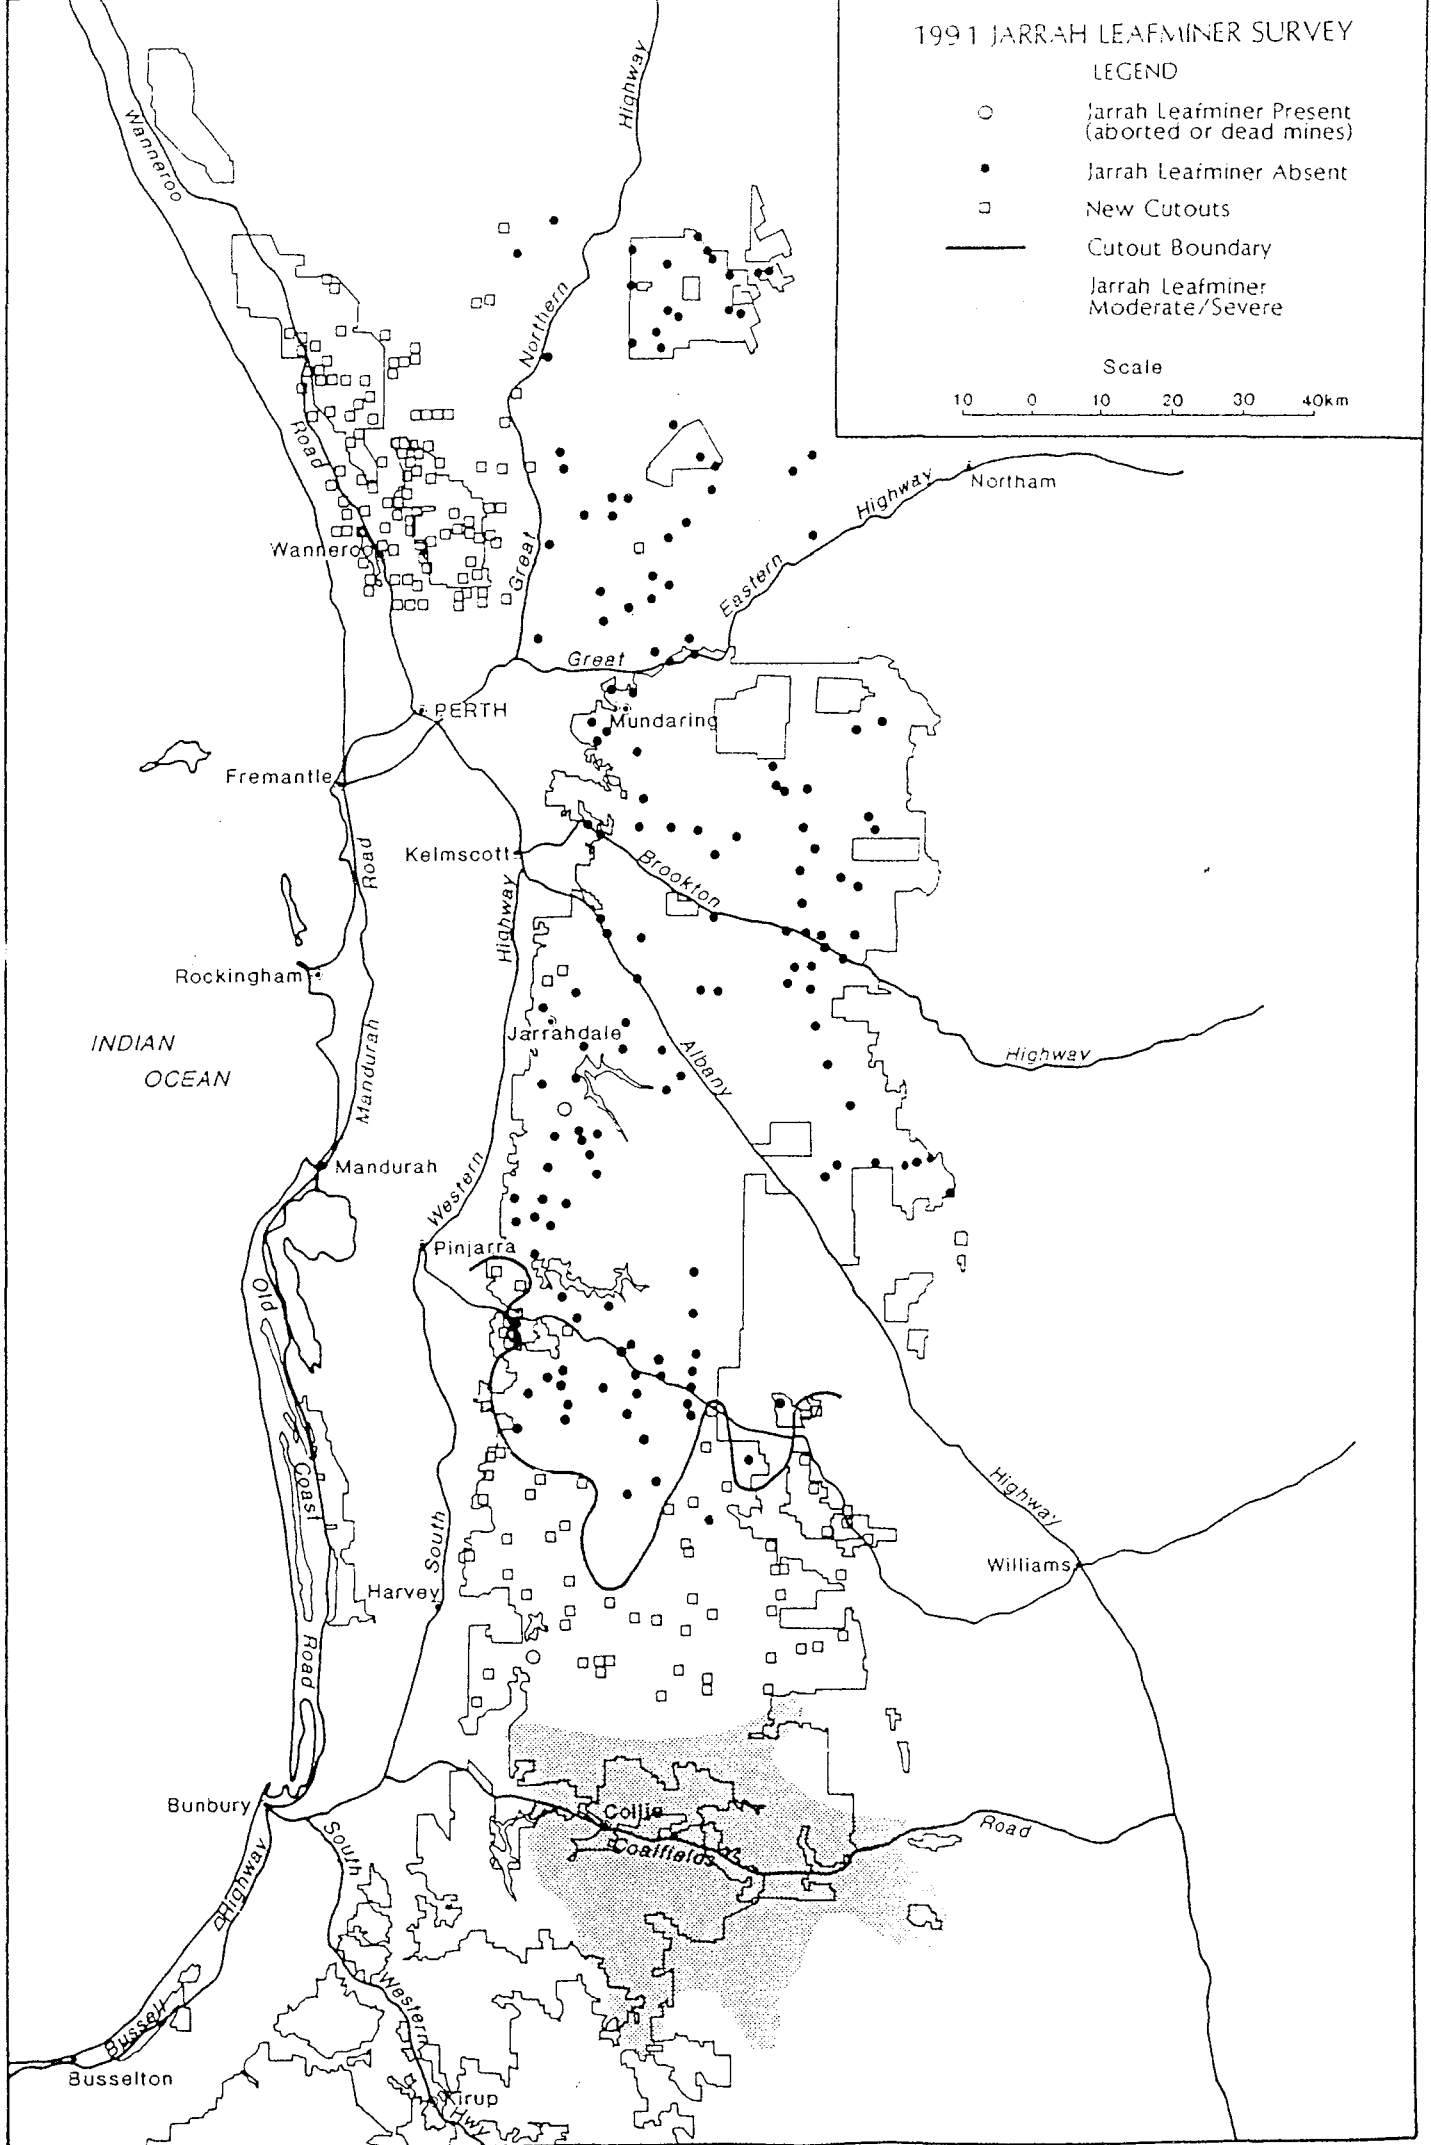 1991 JARRAH LEAFMINER SURVEY
LEGEND
Jarrah Leafminer Present
(aborted or dead mines)
Jarrah Leafminer Absent
New Cutouts
Cutout Boundary
Jarrah Leafminer
Moderate/Severe
Scale
10 0 10 20 30 40km
Wanneroo
Road
Highway
Northern
Great
Wanneroo
Highway
Northam
Eastern
Great
PERTH
Mundaring
Fremantle
Road
Kelmscott
Brookton
Highway
Rockingham
Jarrahdale
INDIAN
OCEAN
Mandurah
Albany
Highway
Mandurah
Western
Pinjarra
Old
Coast
Road
South
Highway
Williams
Harvey
Bunbury
Collie
Coalfields
Road
South
Western
Hwy
Highway
Bussell
Busselton
Kirup